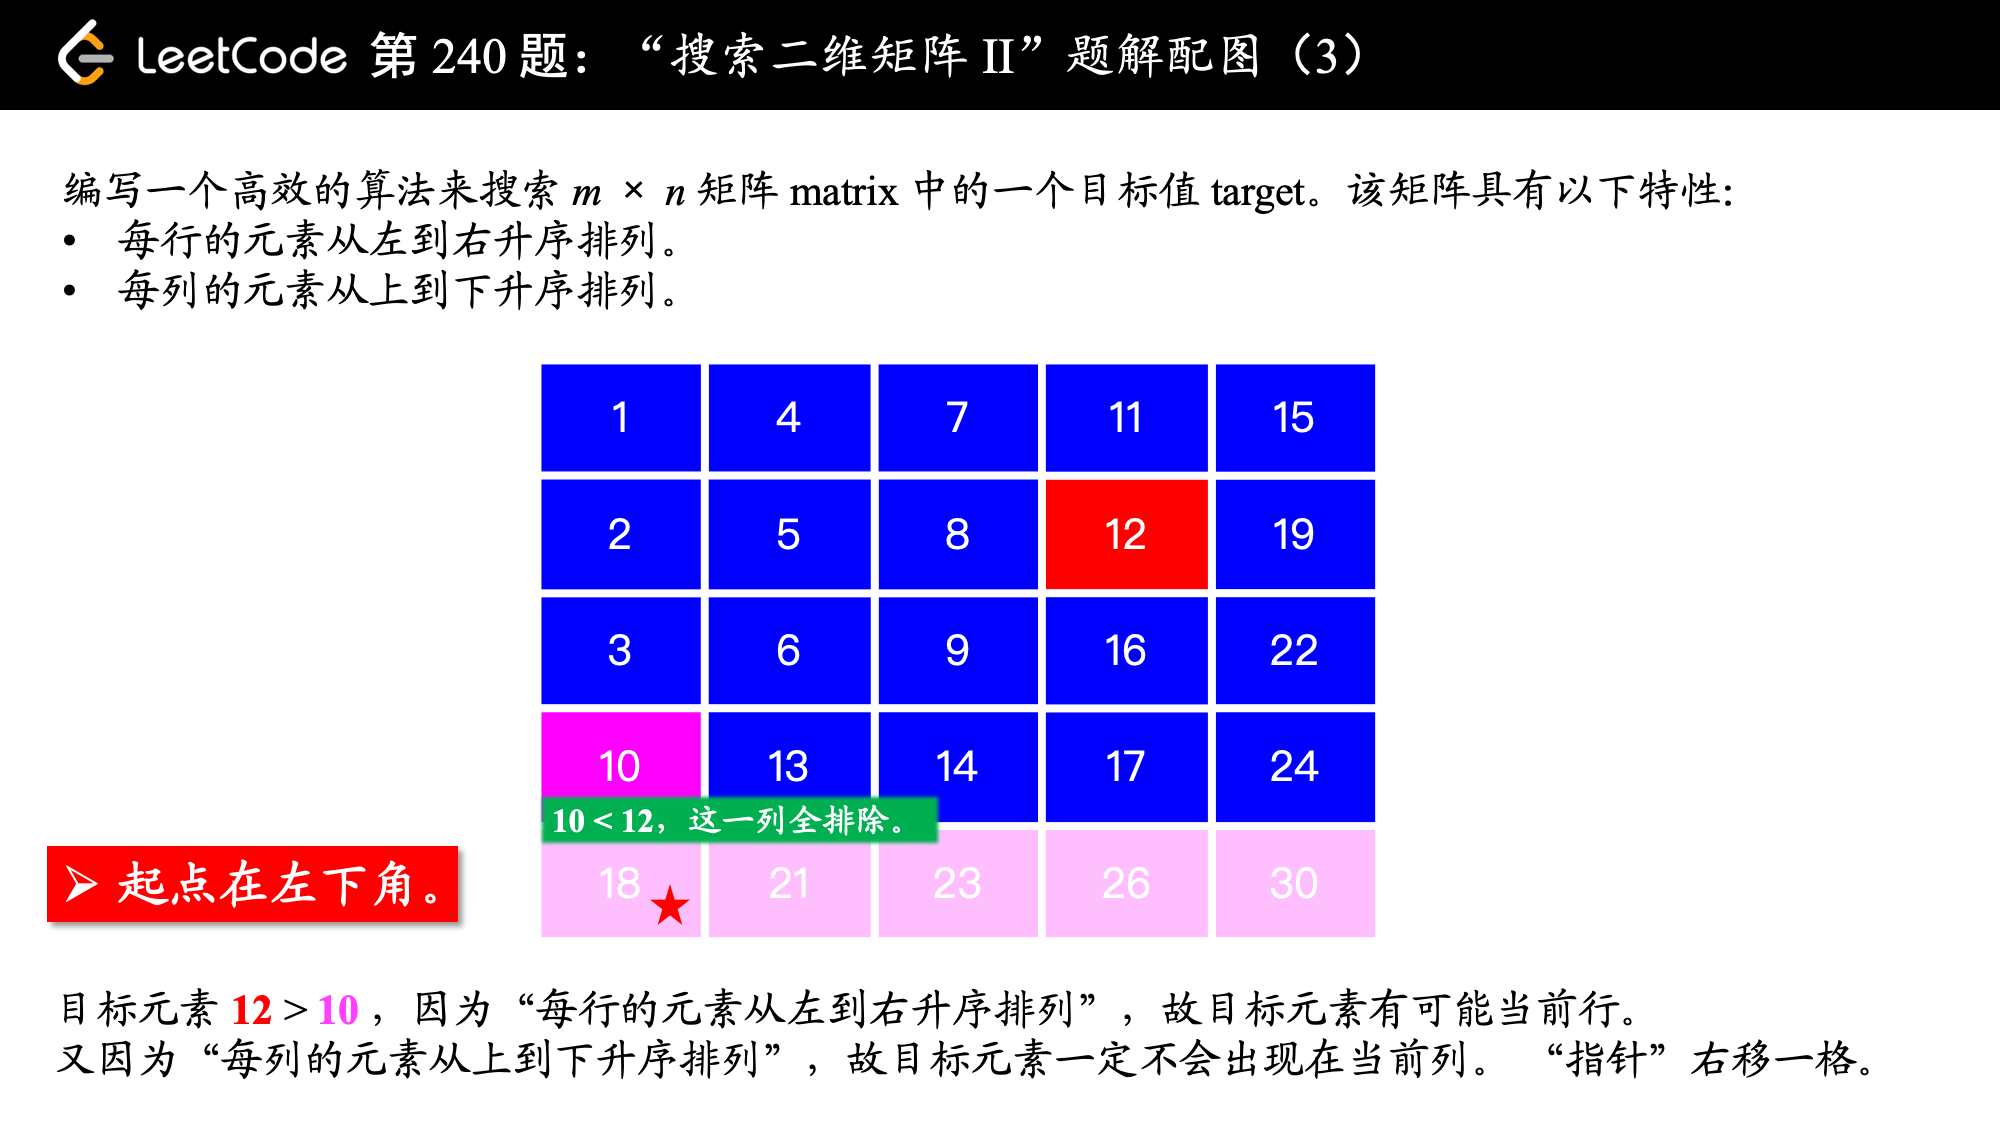 LeetCode 第 240 题：“搜索二维矩阵 II”题解配图（3）
编写一个高效的算法来搜索 m × n 矩阵 matrix 中的一个目标值 target。该矩阵具有以下特性:
• 每行的元素从左到右升序排列。
• 每列的元素从上到下升序排列。
1 4 7 11 15
2 5 8 12 19
3 6 9 16 22
10 13 14 17 24
10 < 12，这一列全排除。
18 21 23 26 30
➢ 起点在左下角。
目标元素 12 > 10 ，因为“每行的元素从左到右升序排列”，故目标元素有可能当前行。
又因为“每列的元素从上到下升序排列”，故目标元素一定不会出现在当前列。 “指针”右移一格。